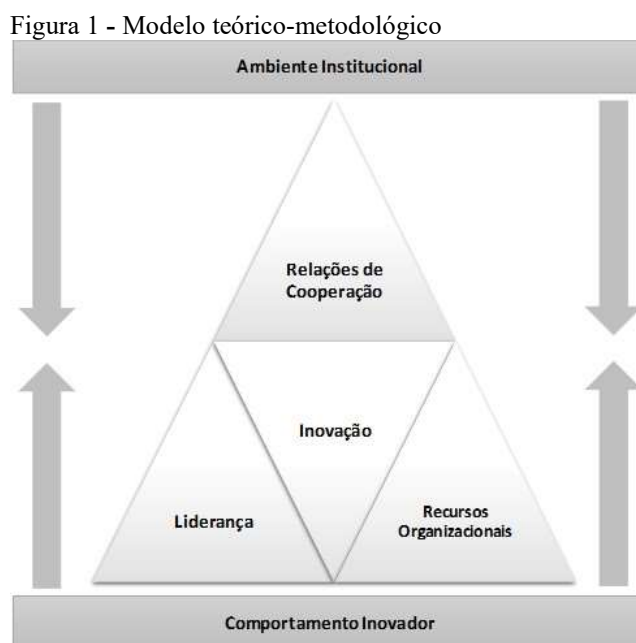 Figura 1 - Modelo teórico-metodológico
Ambiente Institucional
Relações de
Cooperação
Inovação
Liderança
Recursos
Organizacionais
Comportamento Inovador